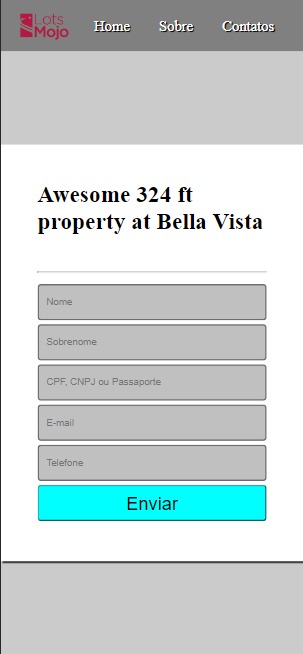 Lots
Mojo
Home Sobre Contatos
Awesome 324 ft
property at Bella Vista
Nome
Sobrenome
CPF, CNPJ ou Passaporte
E-mail
Telefone
Enviar